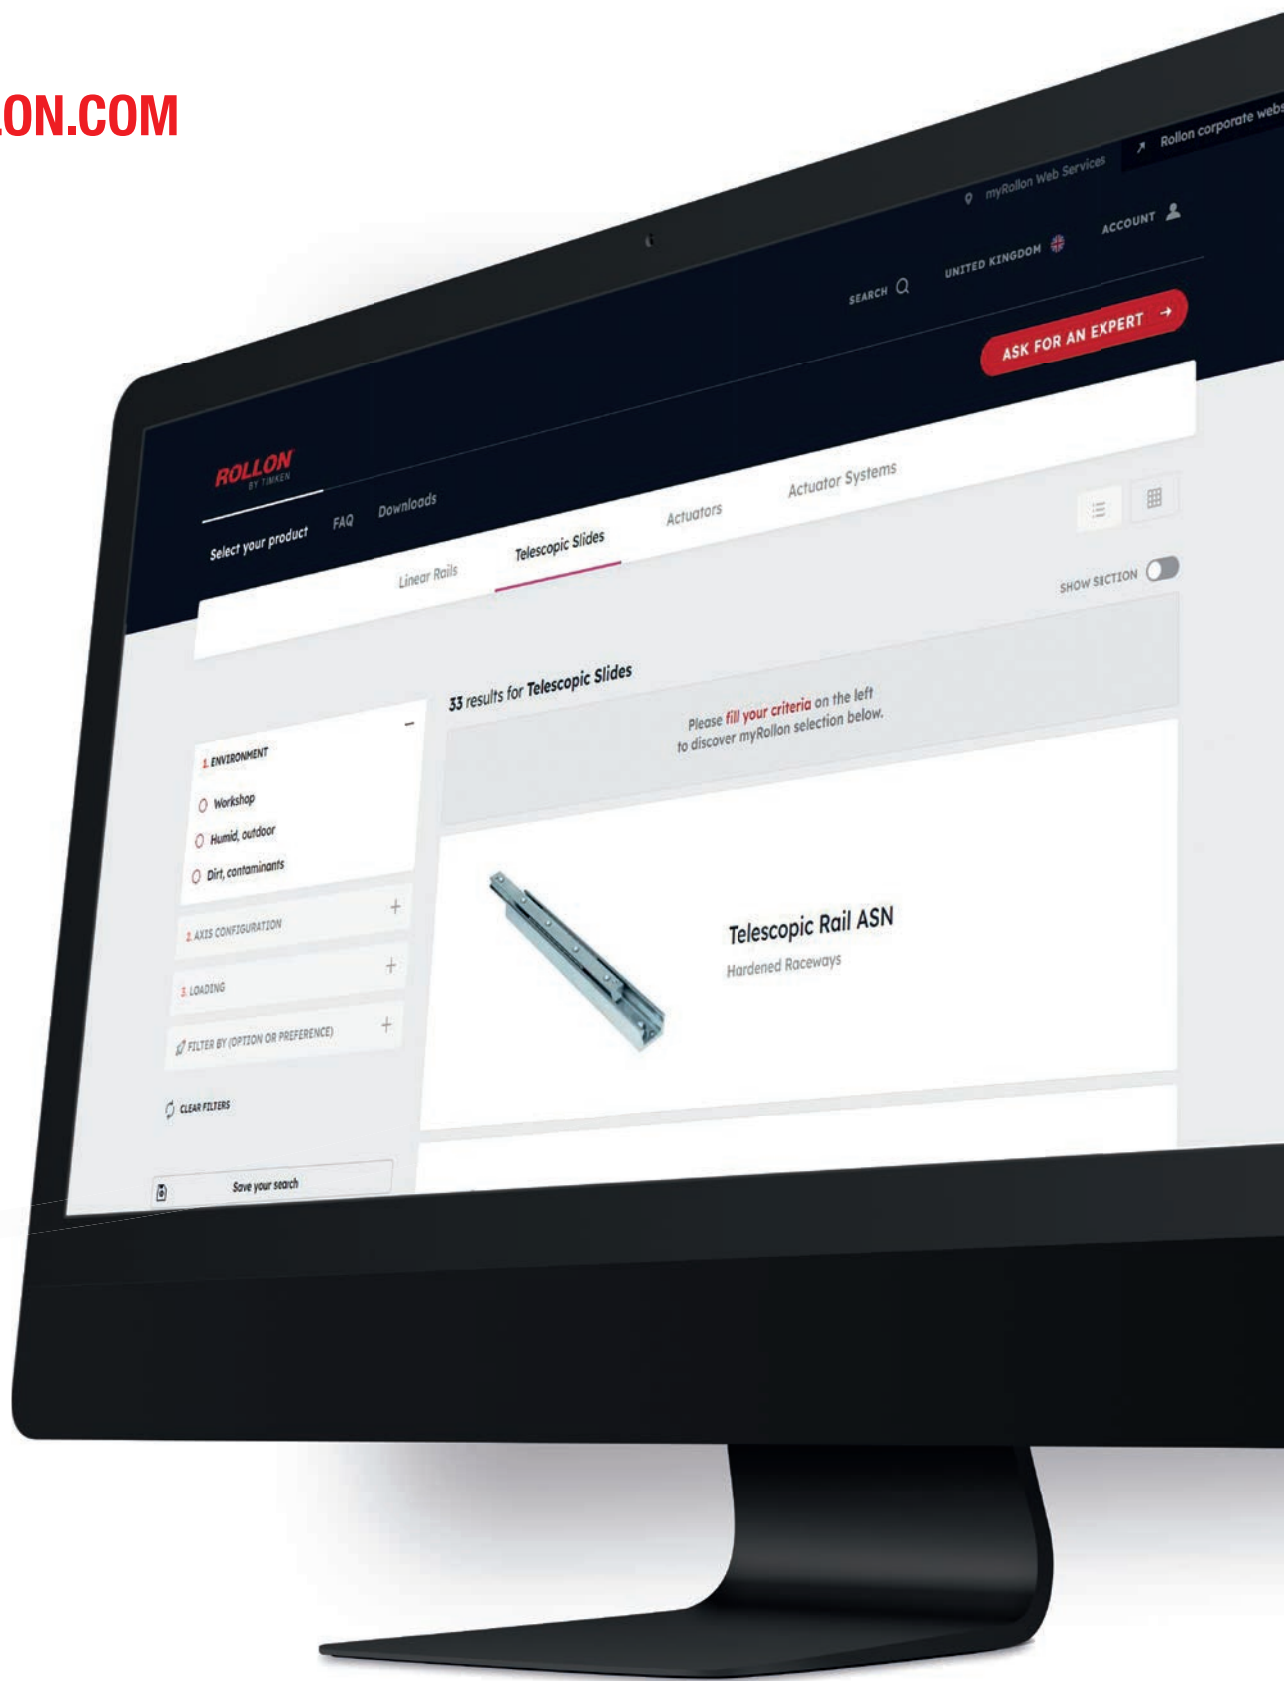 LON.COM
myRollon Web Services
Rollon corporate webs
SEARCH
UNITED KINGDOM
ACCOUNT
ASK FOR AN EXPERT
ROLLON
BY TIMKEN
Select your product
FAQ
Downloads
Linear Rails
Telescopic Slides
Actuators
Actuator Systems
SHOW SECTION
33 results for Telescopic Slides
Please fill your criteria on the left
to discover myRollon selection below.
1. ENVIRONMENT
Workshop
Humid, outdoor
Dirt, contaminants
2. AXIS CONFIGURATION
3. LOADING
FILTER BY (OPTION OR PREFERENCE)
CLEAR FILTERS
Save your search
Telescopic Rail ASN
Hardened Raceways